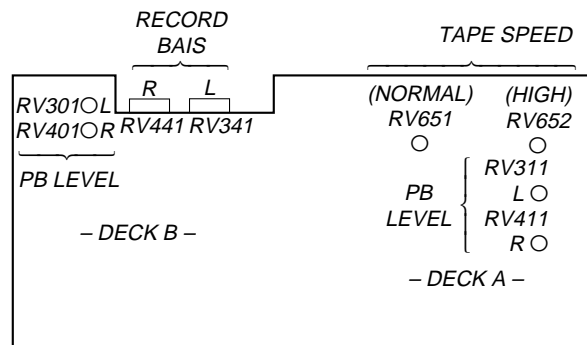 RECORD
BAIS
R L
RV441 RV341
RV301 L
RV401 R
PB LEVEL
– DECK B –
TAPE SPEED
(NORMAL) (HIGH)
RV651 RV652
PB
LEVEL
RV311
L
RV411
R
– DECK A –